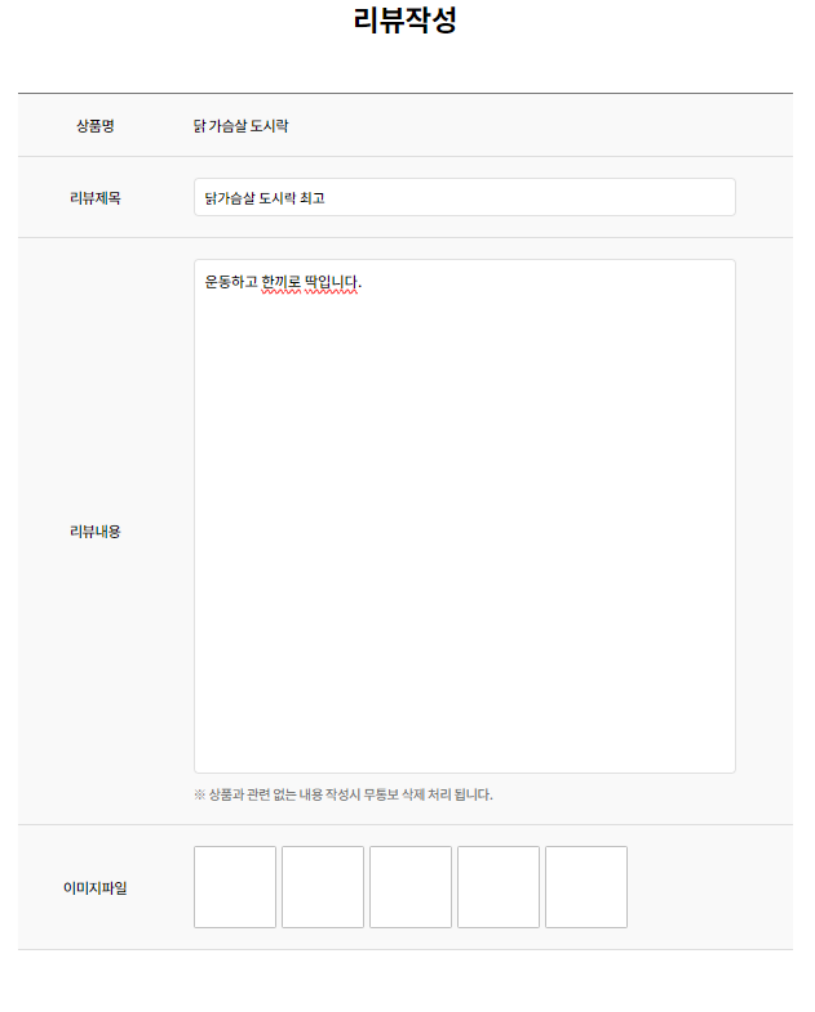 리뷰작성
상품명 닭 가슴살 도시락
리뷰제목 닭가슴살 도시락 최고
운동하고 한끼로 딱입니다.
리뷰내용
※ 상품과 관련 없는 내용 작성시 무통보 삭제 처리 됩니다.
이미지파일